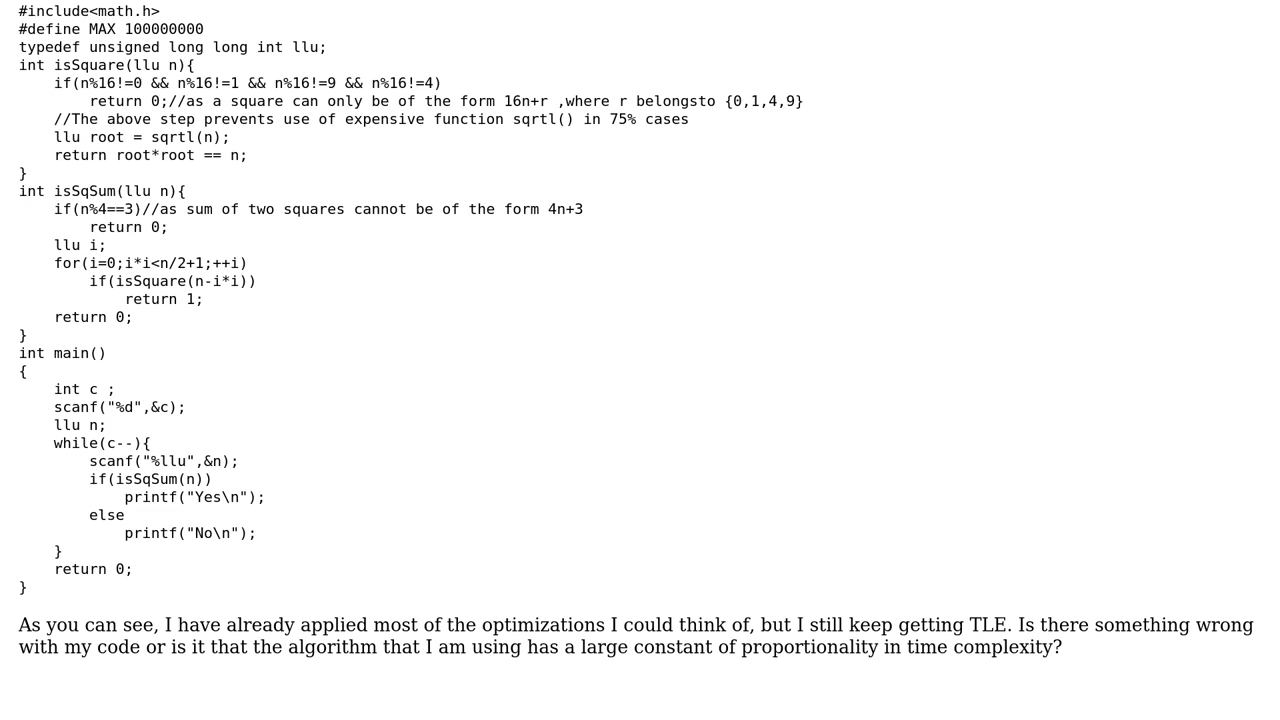 #include<math.h>
#define MAX 100000000
typedef unsigned long long int llu;
int isSquare(llu n){
    if(n%16!=0 && n%16!=1 && n%16!=9 && n%16!=4)
        return 0;//as a square can only be of the form 16n+r ,where r belongsto {0,1,4,9}
    //The above step prevents use of expensive function sqrtl() in 75% cases
    llu root = sqrtl(n);
    return root*root == n;
}
int isSqSum(llu n){
    if(n%4==3)//as sum of two squares cannot be of the form 4n+3
        return 0;
    llu i;
    for(i=0;i*i<n/2+1;++i)
        if(isSquare(n-i*i))
            return 1;
    return 0;
}
int main()
{
    int c ;
    scanf("%d",&c);
    llu n;
    while(c--){
        scanf("%llu",&n);
        if(isSqSum(n))
            printf("Yes\n");
        else
            printf("No\n");
    }
    return 0;
}
As you can see, I have already applied most of the optimizations I could think of, but I still keep getting TLE. Is there something wrong
with my code or is it that the algorithm that I am using has a large constant of proportionality in time complexity?